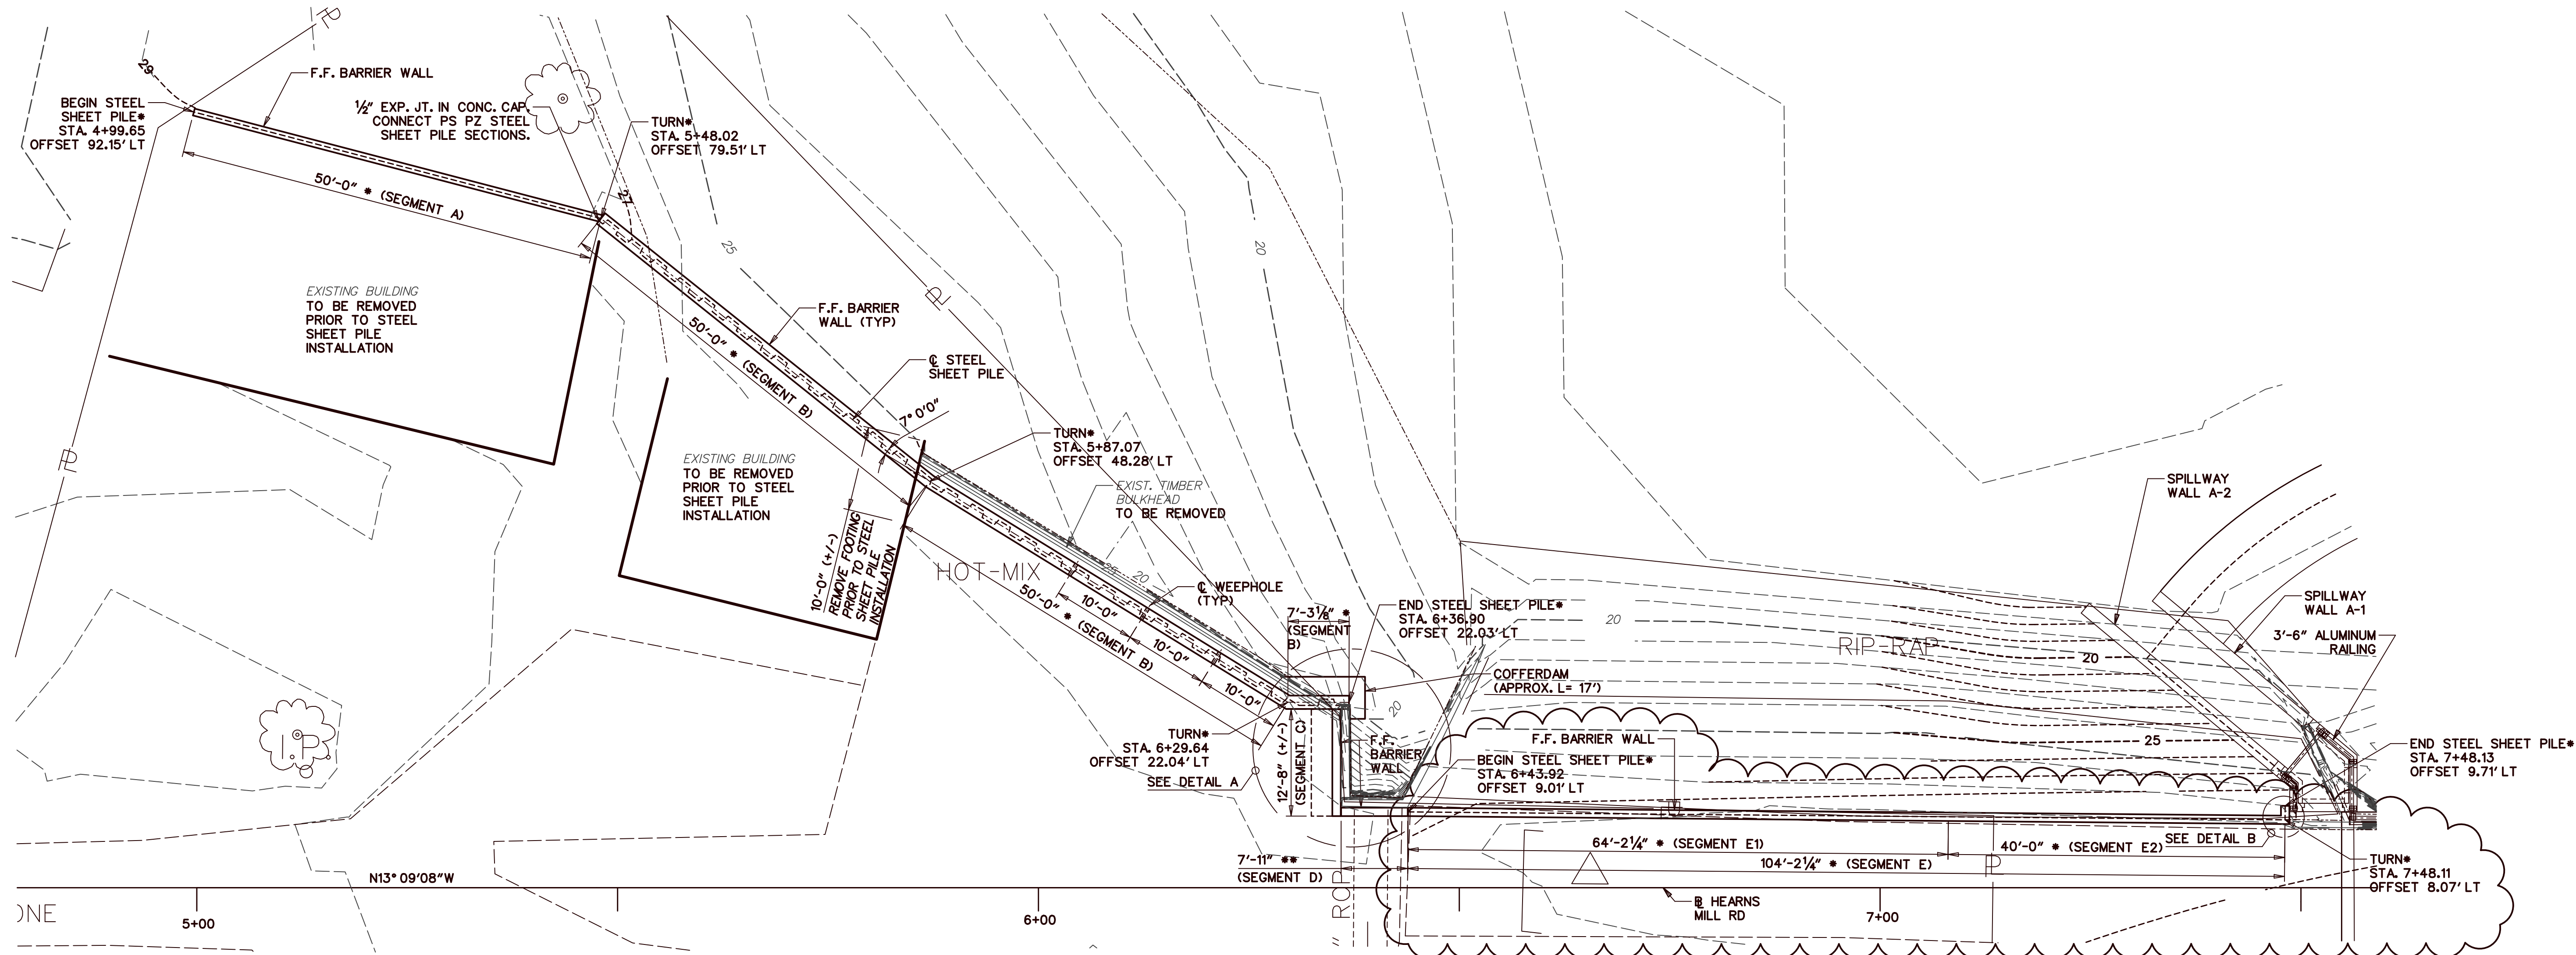 29
F.F. BARRIER WALL
BEGIN STEEL
SHEET PILE*
STA. 4+99.65
OFFSET 92.15' LT
½" EXP. JT. IN CONC. CAP.
CONNECT PS PZ STEEL
SHEET PILE SECTIONS.
TURN*
STA. 5+48.02
OFFSET 79.51' LT
50'-0" * (SEGMENT A)
27
25
20
EXISTING BUILDING
TO BE REMOVED
PRIOR TO STEEL
SHEET PILE
INSTALLATION
F.F. BARRIER
WALL (TYP)
50'-0" * (SEGMENT B)
℄ STEEL
SHEET PILE
7° 0'0"
TURN*
STA. 5+87.07
OFFSET 48.28' LT
EXISTING BUILDING
TO BE REMOVED
PRIOR TO STEEL
SHEET PILE
INSTALLATION
EXIST. TIMBER
BULKHEAD
TO BE REMOVED
10'-0" (+/-)
REMOVE FOOTING
PRIOR TO STEEL
SHEET PILE
INSTALLATION
HOT-MIX
25
20
℄ WEEPHOLE
(TYP)
10'-0"
10'-0"
10'-0"
50'-0" * (SEGMENT B)
7'-3⅛" *
(SEGMENT
B)
END STEEL SHEET PILE*
STA. 6+36.90
OFFSET 22.03' LT
COFFERDAM
(APPROX. L= 17')
20
20
RIP-RAP
20
25
SPILLWAY
WALL A-2
SPILLWAY
WALL A-1
3'-6" ALUMINUM
RAILING
TURN*
STA. 6+29.64
OFFSET 22.04' LT
SEE DETAIL A
12'-8" (+/-)
(SEGMENT C)
F.F.
BARRIER
WALL
F.F. BARRIER WALL
BEGIN STEEL SHEET PILE*
STA. 6+43.92
OFFSET 9.01' LT
END STEEL SHEET PILE*
STA. 7+48.13
OFFSET 9.71' LT
I.P.
64'-2¼" * (SEGMENT E1)
40'-0" * (SEGMENT E2)
SEE DETAIL B
104'-2¼" * (SEGMENT E)
7'-11" **
(SEGMENT D)
TURN*
STA. 7+48.11
OFFSET 8.07' LT
N13° 09'08"W
" RCP
BL HEARNS
MILL RD
ONE
5+00
6+00
7+00